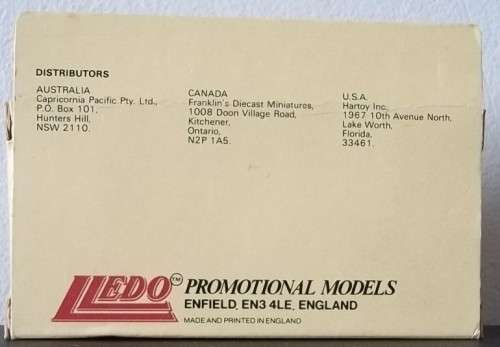 DISTRIBUTORS
AUSTRALIA
Capricornia Pacific Pty. Ltd.,
P.O. Box 101,
Hunters Hill,
NSW 2110.
CANADA
Franklin's Diecast Miniatures,
1008 Doon Village Road,
Kitchener,
Ontario,
N2P 1A5.
U.S.A.
Hartoy Inc.
1967 10th Avenue North,
Lake Worth,
Florida,
33461.
LLEDO™ PROMOTIONAL MODELS
ENFIELD, EN3 4LE, ENGLAND
MADE AND PRINTED IN ENGLAND